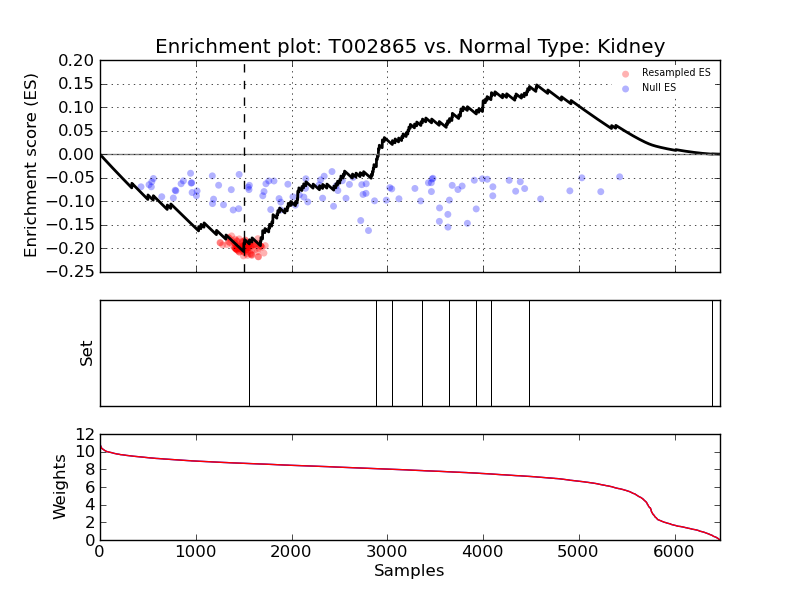 Enrichment plot: T002865 vs. Normal Type: Kidney
Enrichment score (ES)
0.20
0.15
0.10
0.05
0.00
−0.05
−0.10
−0.15
−0.20
−0.25
Resampled ES
Null ES
Set
Weights
12
10
8
6
4
2
0
0 1000 2000 3000 4000 5000 6000
Samples